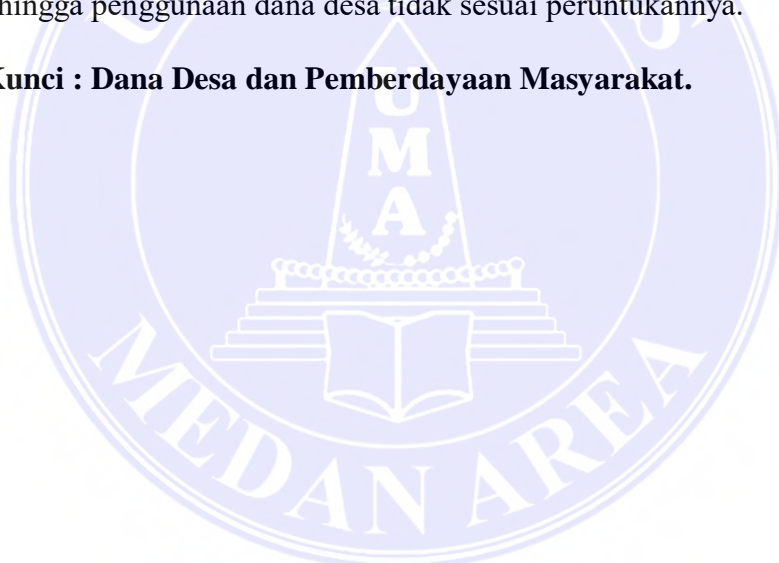 hingga penggunaan dana desa tidak sesuai peruntukannya.
Kunci : Dana Desa dan Pemberdayaan Masyarakat.
U
M
A
MEDAN AREA